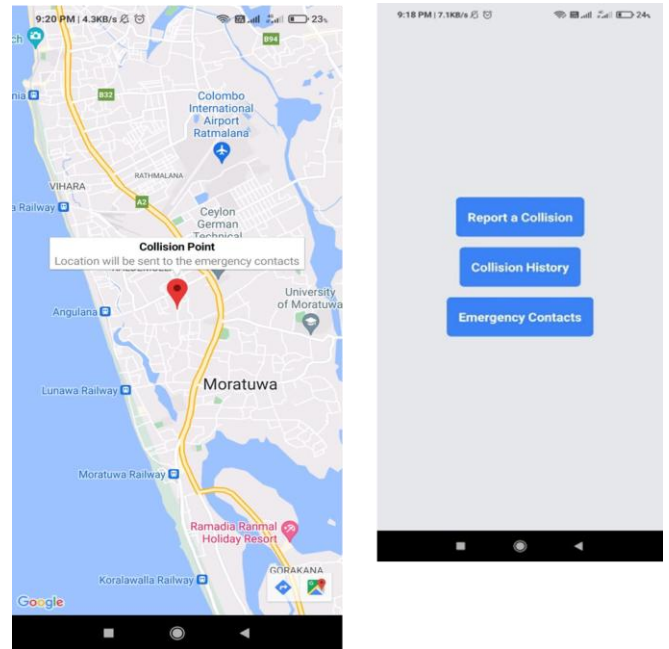 9:20 PM | 4.3KB/s
23%
ch
B94
nia
B32
Colombo
International
Airport
Ratmalana
RATHMALANA
VIHARA
A2
a Railway
Ceylon
German
Technical
Collision Point
Location will be sent to the emergency contacts
University
of Moratuwa
Angulana
Moratuwa
Lunawa Railway
Moratuwa Railway
Ramadia Ranmal
Holiday Resort
GORAKANA
Koralawalla Railway
Google
9:18 PM | 7.1KB/s
24%
Report a Collision
Collision History
Emergency Contacts